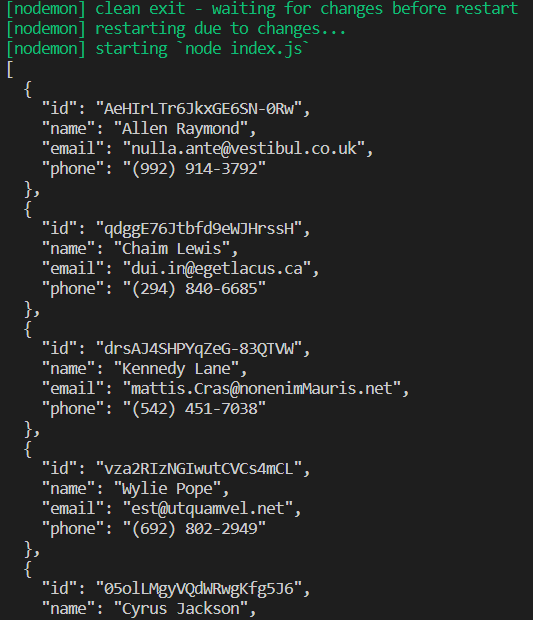 [nodemon] clean exit - waiting for changes before restart
[nodemon] restarting due to changes...
[nodemon] starting `node index.js`
[
  {
    "id": "AeHIrLTr6JkxGE6SN-0Rw",
    "name": "Allen Raymond",
    "email": "nulla.ante@vestibul.co.uk",
    "phone": "(992) 914-3792"
  },
  {
    "id": "qdggE76Jtbfd9eWJHrssH",
    "name": "Chaim Lewis",
    "email": "dui.in@egetlacus.ca",
    "phone": "(294) 840-6685"
  },
  {
    "id": "drsAJ4SHPYqZeG-83QTVW",
    "name": "Kennedy Lane",
    "email": "mattis.Cras@nonenimMauris.net",
    "phone": "(542) 451-7038"
  },
  {
    "id": "vza2RIzNGIwutCVCs4mCL",
    "name": "Wylie Pope",
    "email": "est@utquamvel.net",
    "phone": "(692) 802-2949"
  },
  {
    "id": "05olLMgyVQdWRwgKfg5J6",
    "name": "Cyrus Jackson",